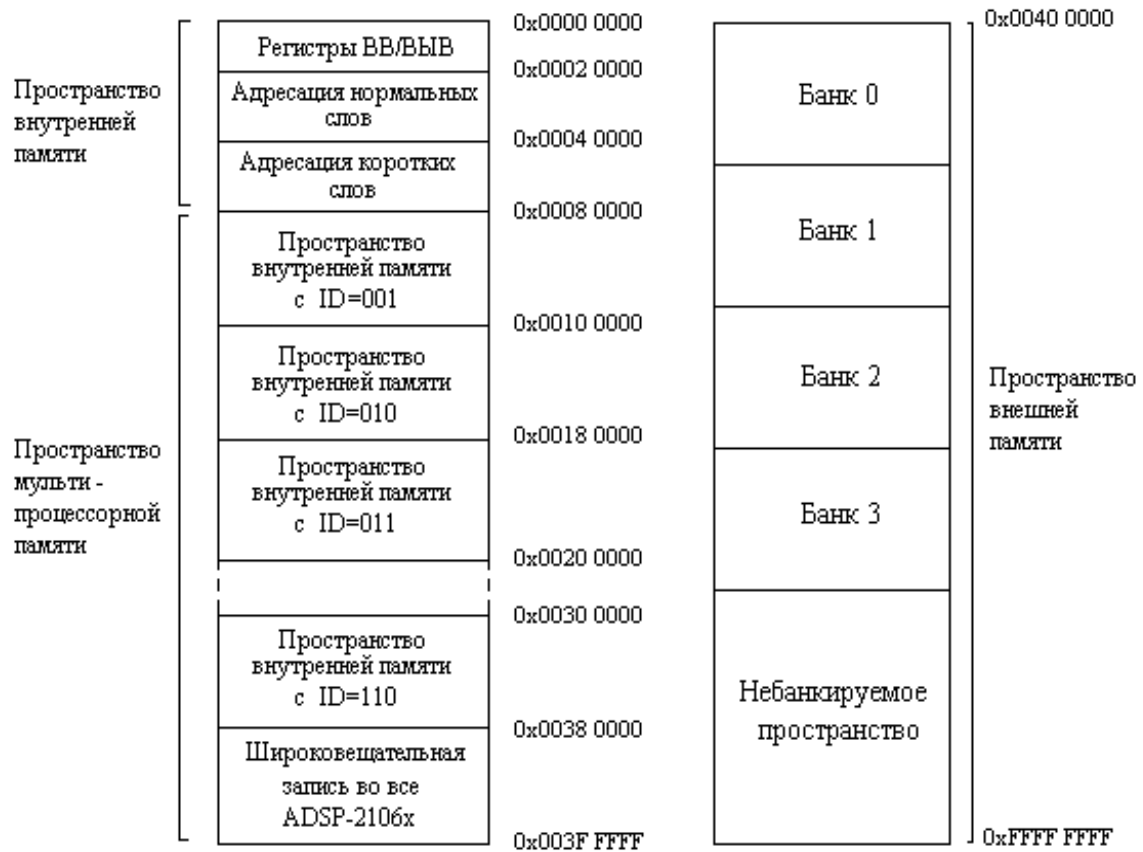 Пространство
внутренней
памяти
Пространство
мульти -
процессорной
памяти
Регистры ВВ/ВЫВ
Адресация нормальных
слов
Адресация коротких
слов
Пространство
внутренней памяти
с ID=001
Пространство
внутренней памяти
с ID=010
Пространство
внутренней памяти
с ID=011
Пространство
внутренней памяти
с ID=110
Широковещательная
запись во все
ADSP-2106x
0x0000 0000
0x0002 0000
0x0004 0000
0x0008 0000
0x0010 0000
0x0018 0000
0x0020 0000
0x0030 0000
0x0038 0000
0x003F FFFF
Банк 0
Банк 1
Банк 2
Банк 3
Небанкируемое
пространство
0x0040 0000
Пространство
внешней
памяти
0xFFFF FFFF